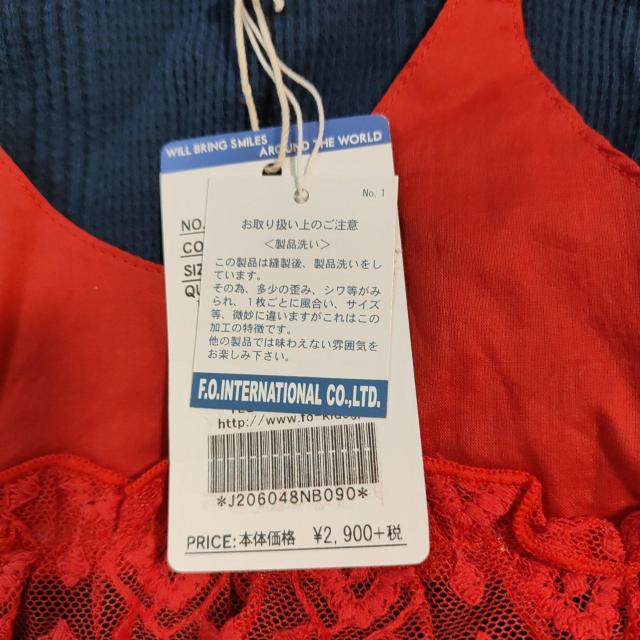 WILL BRING SMILES AROUND THE WORLD
No. 1
お取り扱い上のご注意
＜製品洗い＞
この製品は縫製後、製品洗いをし
ています。
その為、多少の歪み、シワ等がみ
られ、1枚ごとに風合い、サイズ
等、微妙に違いますがこれはこの
加工の特徴です。
他の製品では味わえない雰囲気を
お楽しみ下さい。
F.O.INTERNATIONAL CO.,LTD.
NO.
CO
SIZ
QU
http://www.fo-kids.
*J206048NB090*
PRICE:本体価格 ¥2,900+税